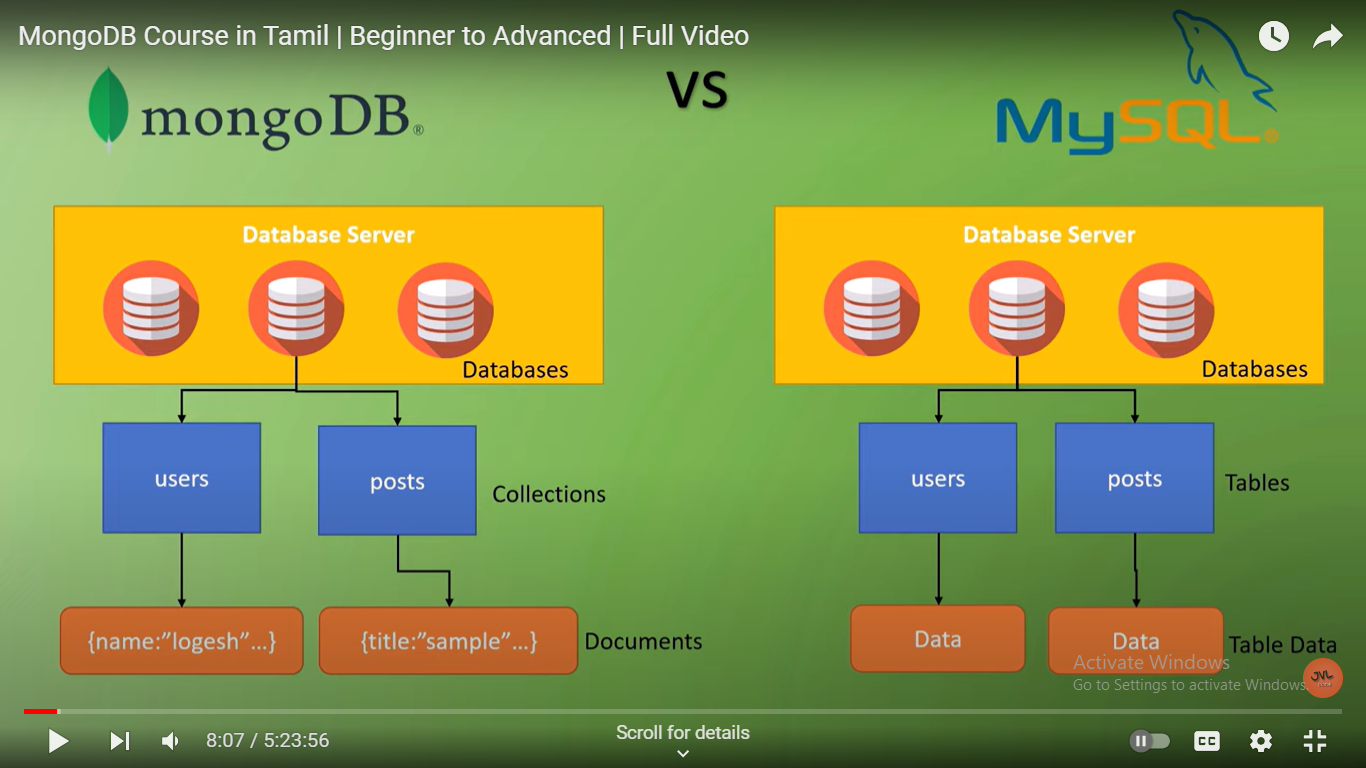 MongoDB Course in Tamil | Beginner to Advanced | Full Video
mongoDB®
VS
MySQL®
Database Server
Databases
users
posts
Collections
{name:”logesh”...}
{title:”sample”...}
Documents
Database Server
Databases
users
posts
Tables
Data
Data
Table Data
Activate Windows
Go to Settings to activate Windows.
JVL
8:07 / 5:23:56
Scroll for details
CC